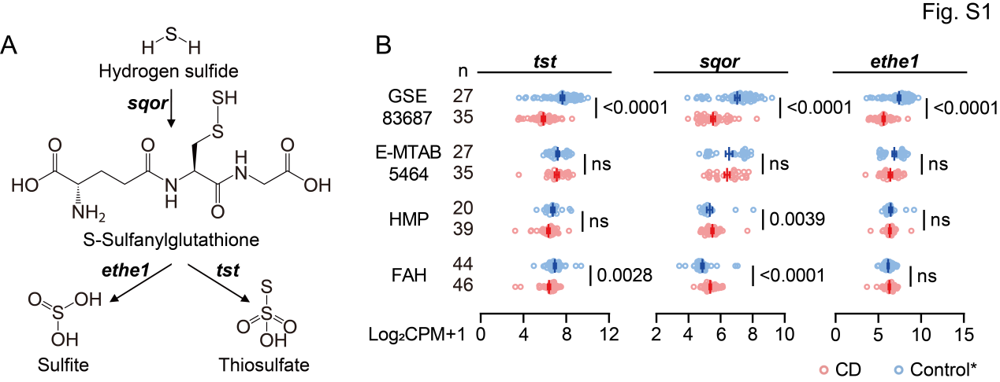 Fig. S1
A
H S H
Hydrogen sulfide
sqor
SH
S
O
HO
NH₂
O
N
H
O
H
N
O
OH
S-Sulfanylglutathione
ethe1
tst
O
S
OH
OH
Sulfite
S
O S O
OH
Thiosulfate
B
n
tst
sqor
ethe1
GSE 83687
27
35
<0.0001
<0.0001
<0.0001
E-MTAB 5464
27
35
ns
ns
ns
HMP
20
39
ns
0.0039
ns
FAH
44
46
0.0028
<0.0001
ns
Log₂CPM+1
0 4 8 12
2 4 6 8 10
0 5 10 15
CD
Control*